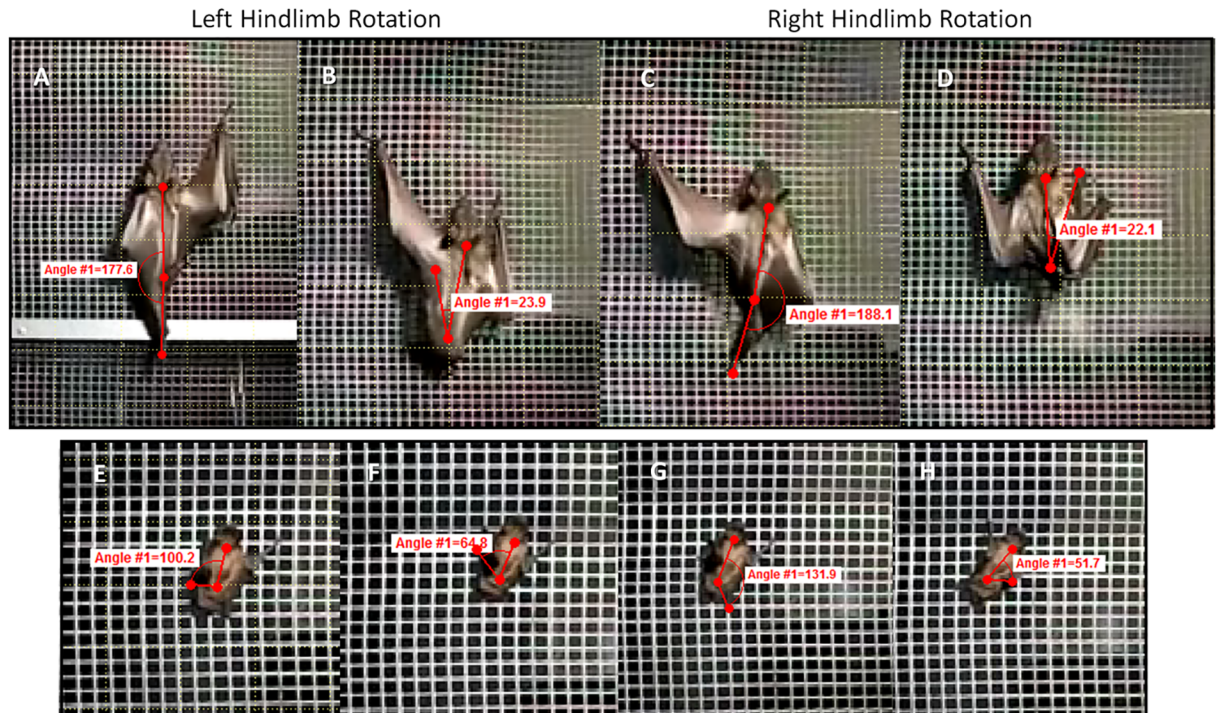 Left Hindlimb Rotation
Right Hindlimb Rotation
A
B
C
D
Angle #1=177.6
Angle #1=23.9
Angle #1=188.1
Angle #1=22.1
E
F
G
H
Angle #1=100.2
Angle #1=64.8
Angle #1=131.9
Angle #1=51.7